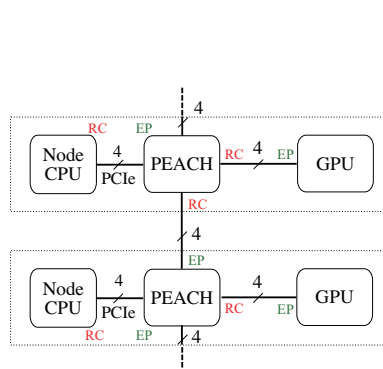 4
RC EP
Node CPU
4
PCIe
PEACH
RC 4 EP
GPU
RC
4
EP
Node CPU
4
PCIe
PEACH
4
RC EP
GPU
RC EP 4